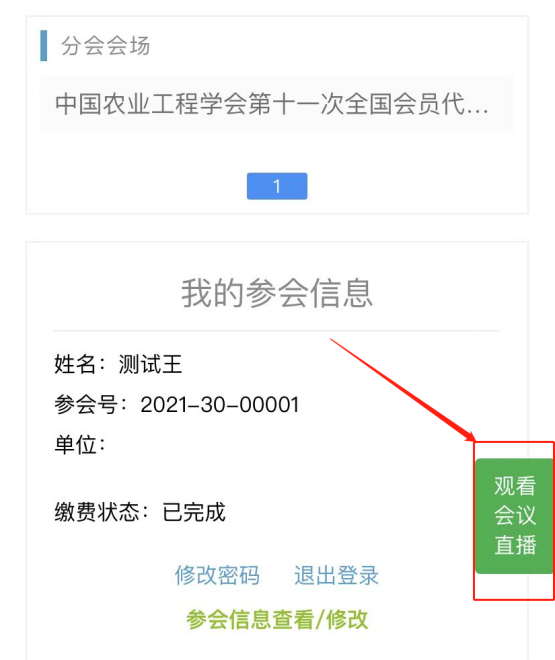 分会会场
中国农业工程学会第十一次全国会员代...
1
我的参会信息
姓名：测试王
参会号：2021-30-00001
单位：
缴费状态：已完成
观看
会议
直播
修改密码 退出登录
参会信息查看/修改